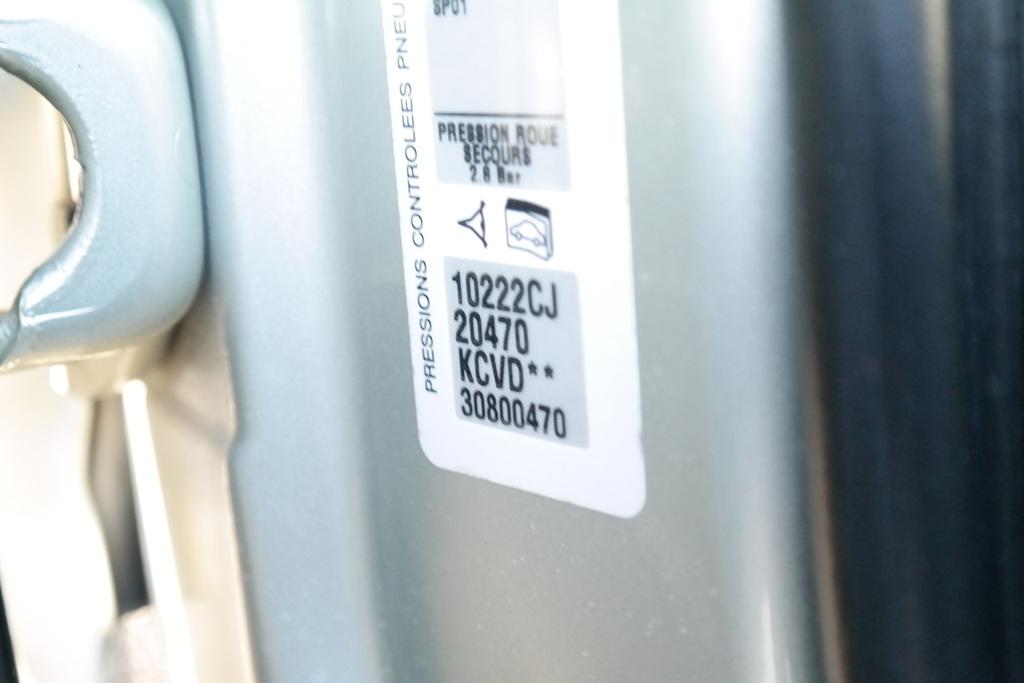 SP01
PRESSION ROUE
SECOURS
2.8 Bar
10222CJ
20470
KCVD**
30800470
PRESSIONS CONTROLEES PNEU